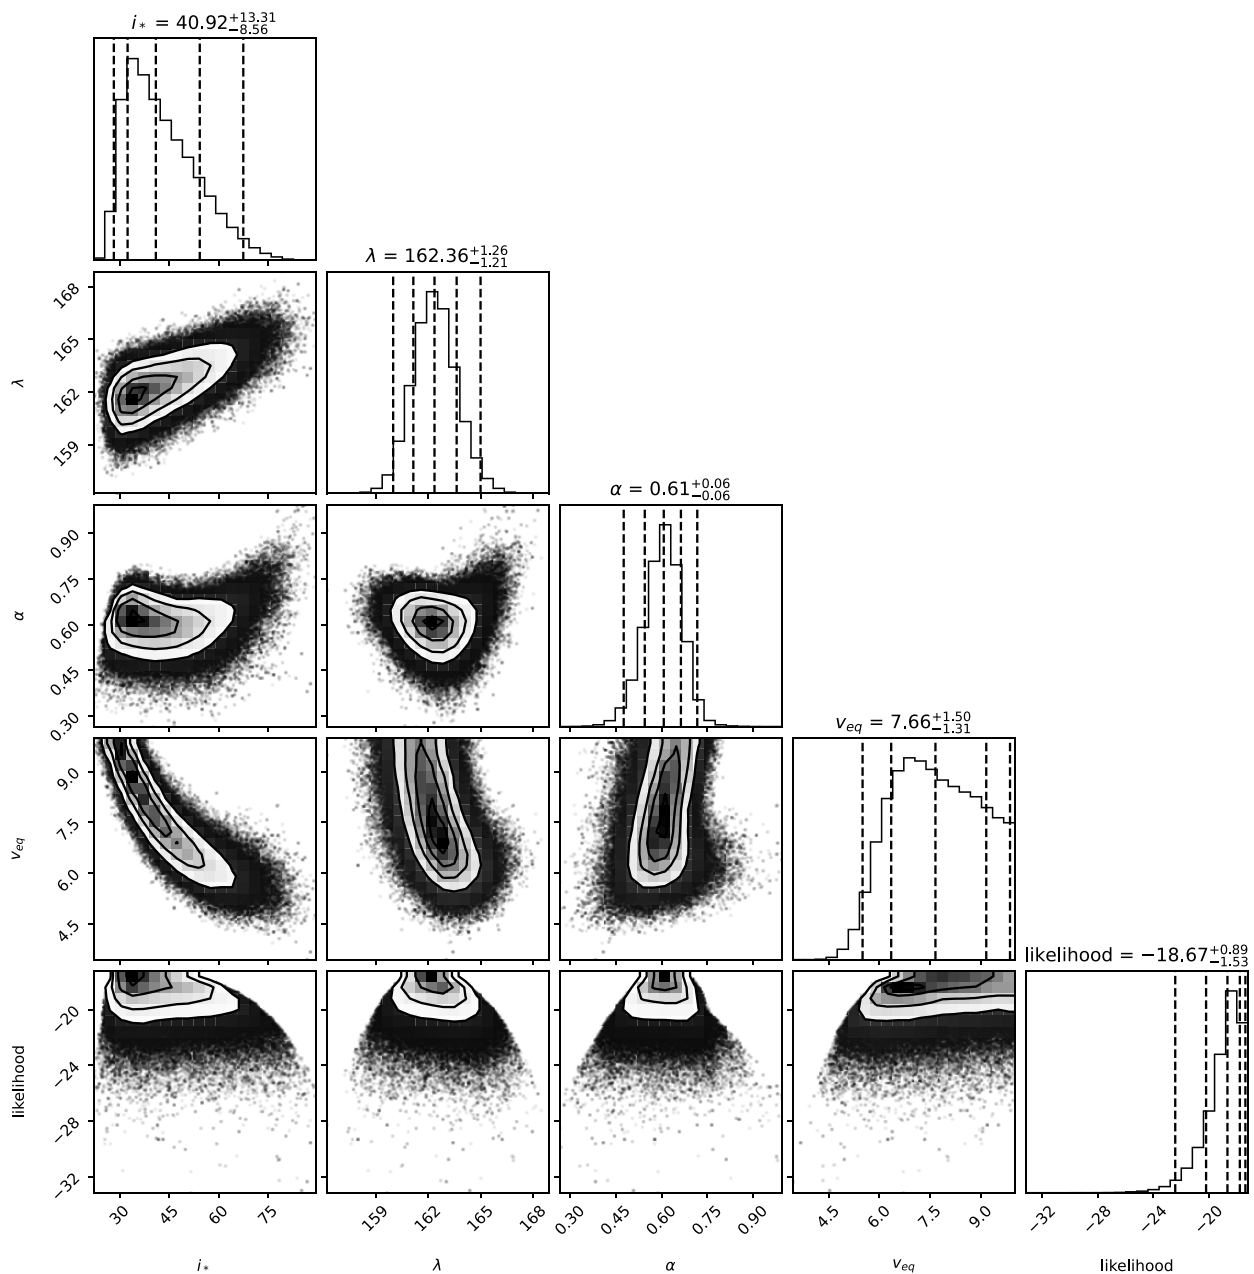 i* = 40.92 +13.31 −8.56
λ = 162.36 +1.26 −1.21
168
165
162
159
λ
α = 0.61 +0.06 −0.06
0.90
0.75
0.60
0.45
0.30
α
v_eq = 7.66 +1.50 −1.31
9.0
7.5
6.0
4.5
v_eq
likelihood = −18.67 +0.89 −1.53
−20
−24
−28
−32
likelihood
30 45 60 75
159 162 165 168
0.30 0.45 0.60 0.75 0.90
4.5 6.0 7.5 9.0
−32 −28 −24 −20
i* λ α v_eq likelihood